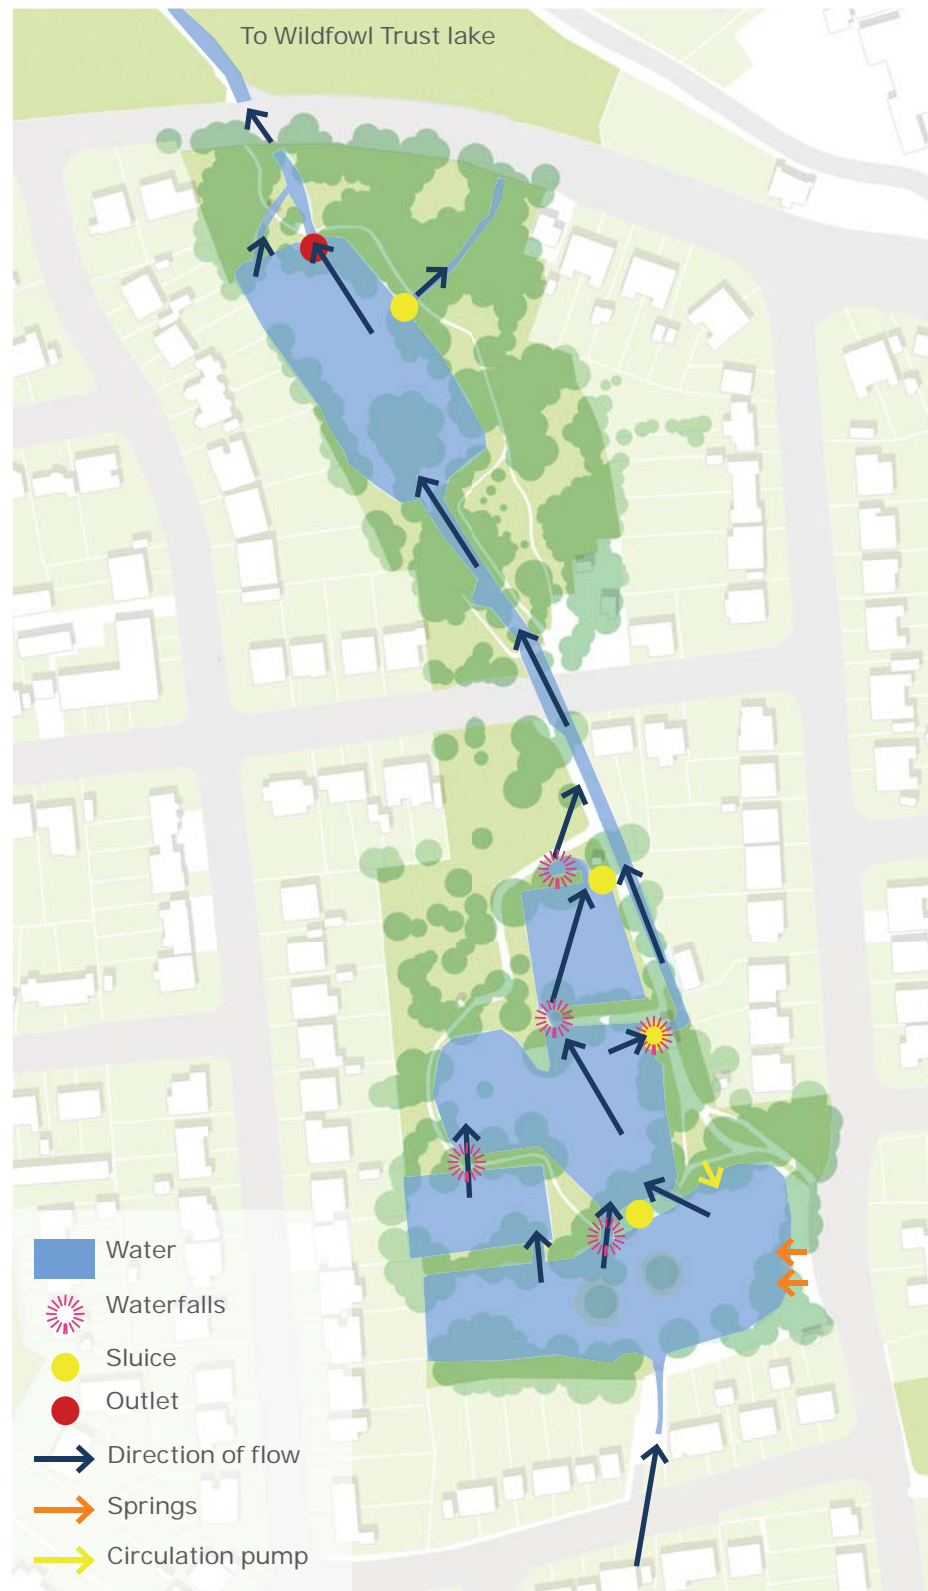 To Wildfowl Trust lake
Water
Waterfalls
Sluice
Outlet
Direction of flow
Springs
Circulation pump